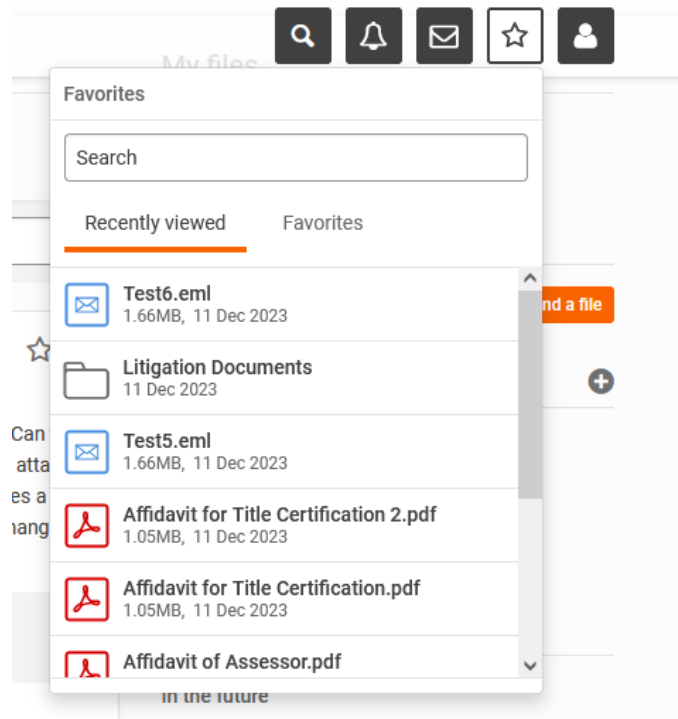 My files
Favorites
Search
Recently viewed
Favorites
Test6.eml
1.66MB, 11 Dec 2023
nd a file
Litigation Documents
11 Dec 2023
Can
Test5.eml
1.66MB, 11 Dec 2023
atta
es a
Affidavit for Title Certification 2.pdf
1.05MB, 11 Dec 2023
hang
Affidavit for Title Certification.pdf
1.05MB, 11 Dec 2023
Affidavit of Assessor.pdf
in the future